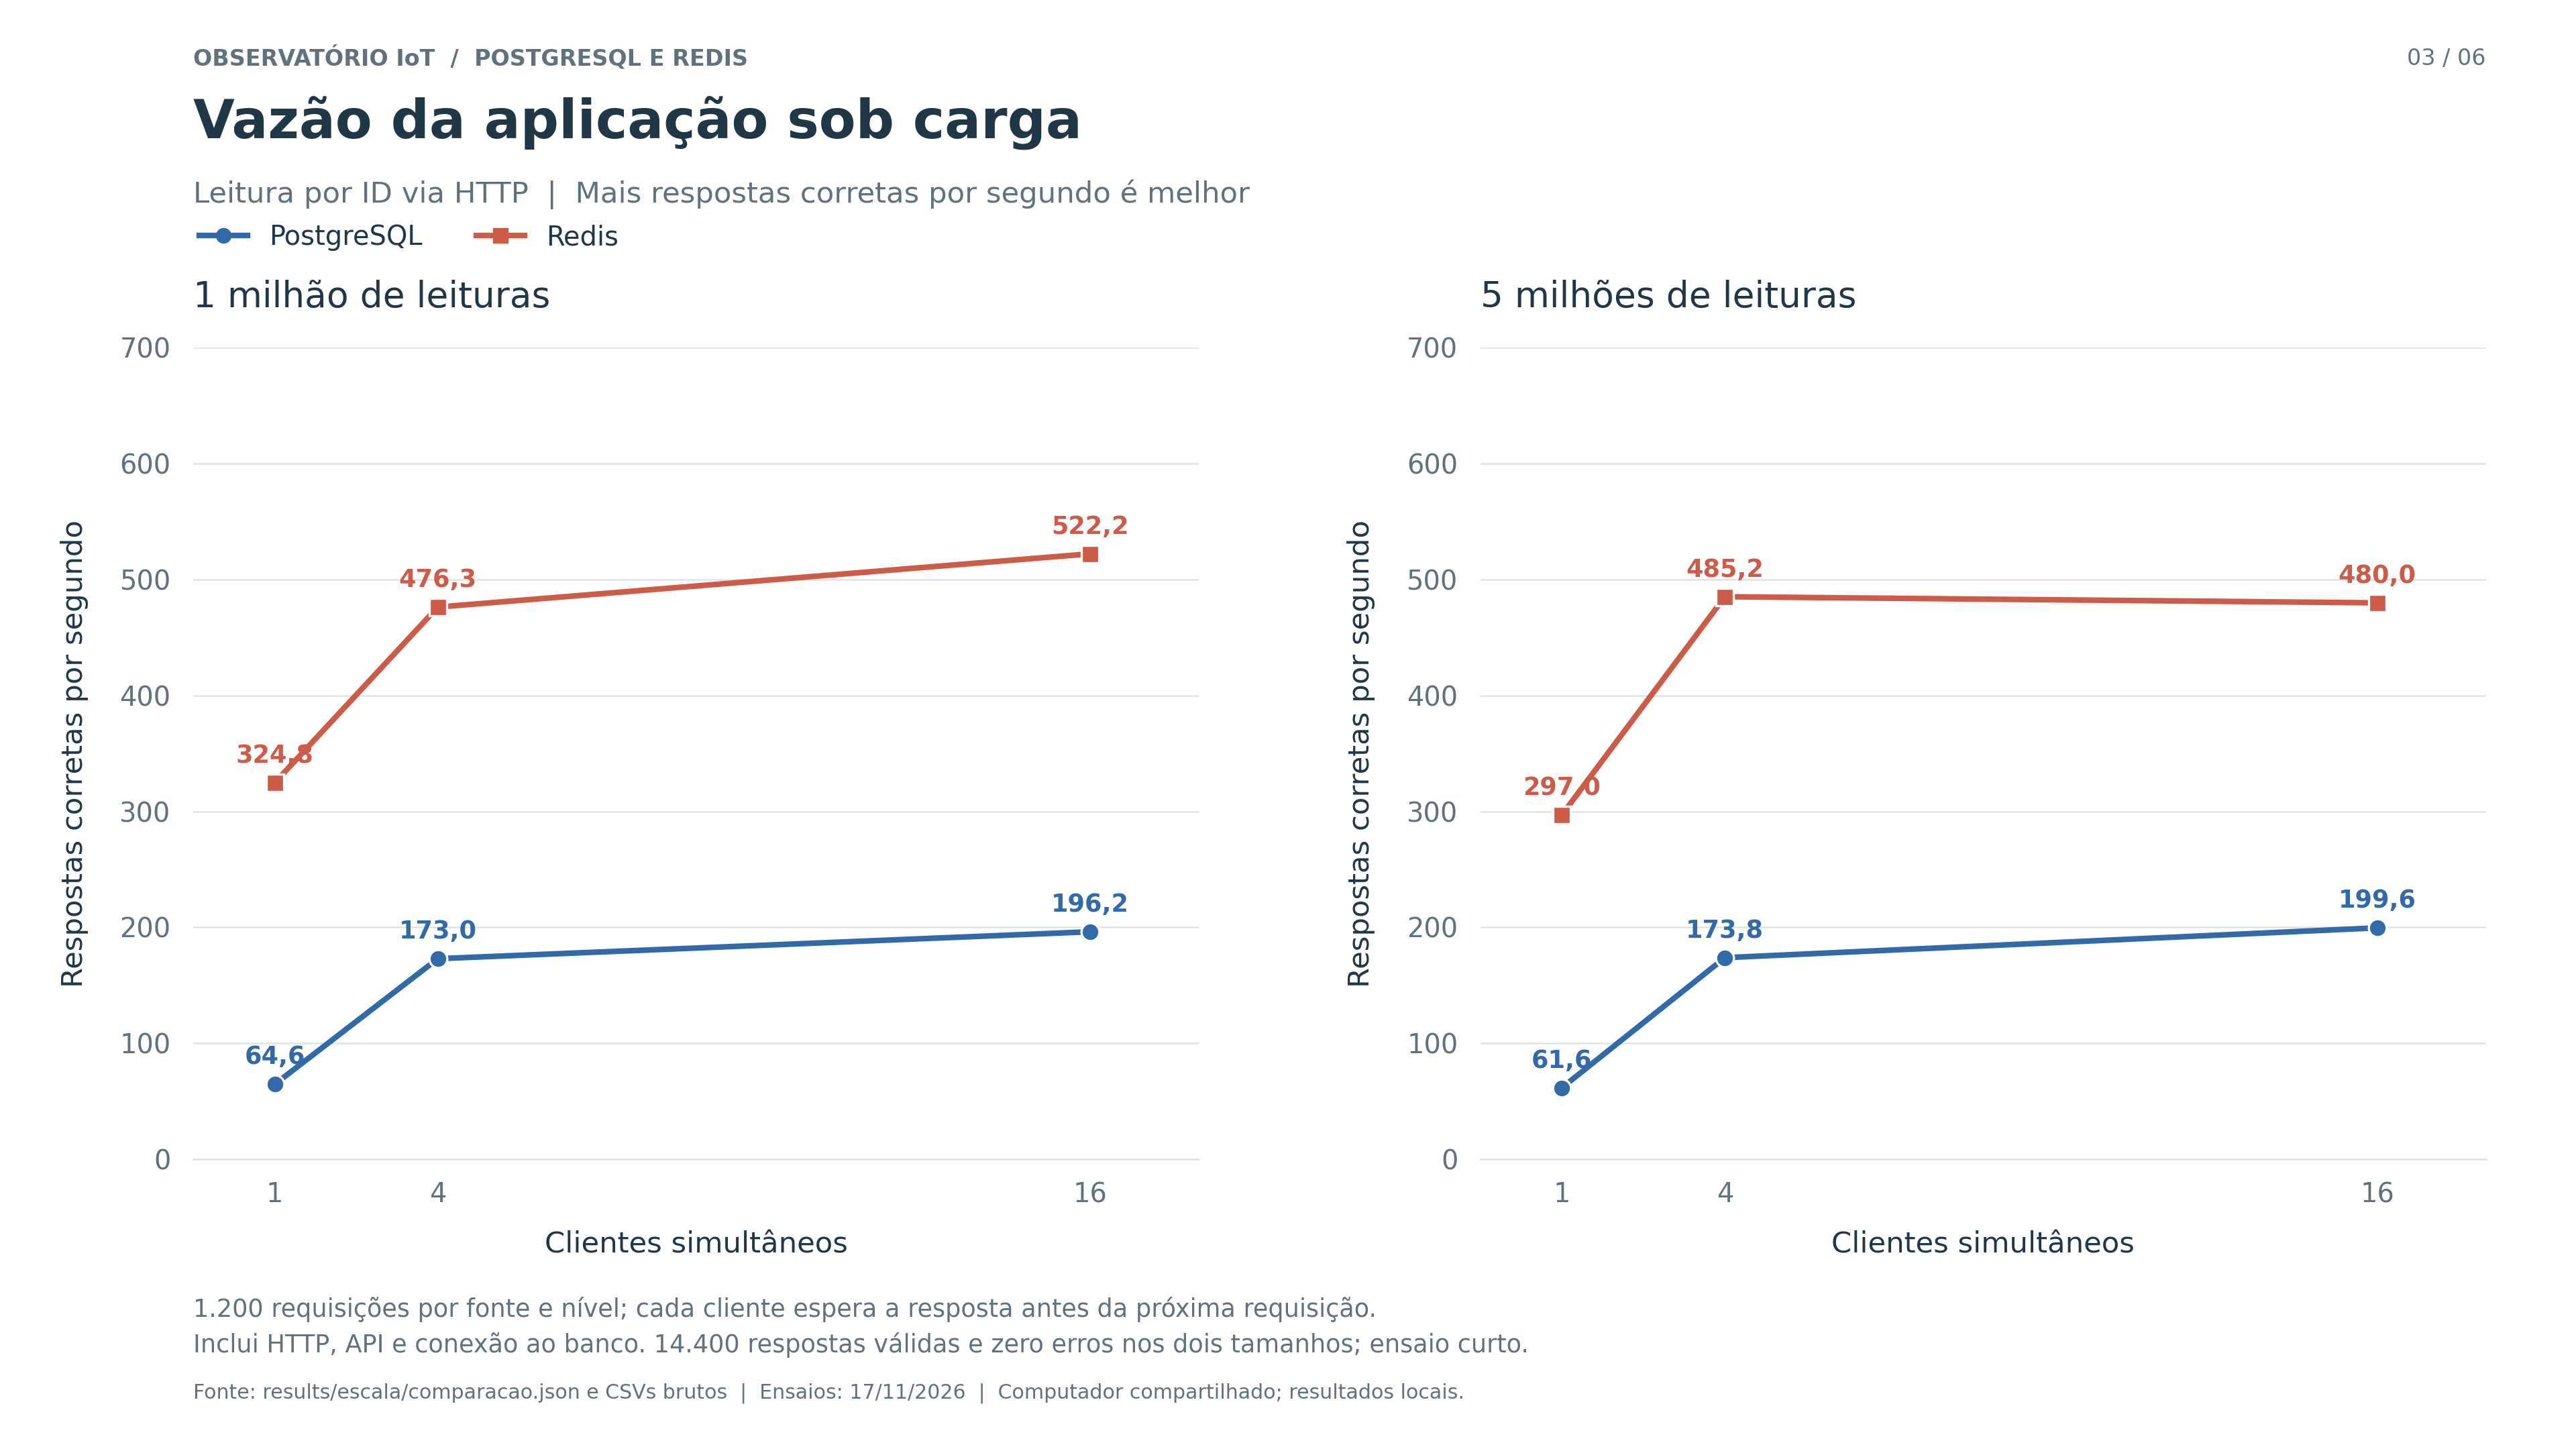 OBSERVATÓRIO IoT / POSTGRESQL E REDIS
03 / 06
Vazão da aplicação sob carga
Leitura por ID via HTTP | Mais respostas corretas por segundo é melhor
PostgreSQL
Redis
1 milhão de leituras
Respostas corretas por segundo
700
600
500
400
300
200
100
0
324,8
476,3
522,2
64,6
173,0
196,2
1
4
16
Clientes simultâneos
5 milhões de leituras
Respostas corretas por segundo
700
600
500
400
300
200
100
0
297,0
485,2
480,0
61,6
173,8
199,6
1
4
16
Clientes simultâneos
1.200 requisições por fonte e nível; cada cliente espera a resposta antes da próxima requisição.
Inclui HTTP, API e conexão ao banco. 14.400 respostas válidas e zero erros nos dois tamanhos; ensaio curto.
Fonte: results/escala/comparacao.json e CSVs brutos | Ensaios: 17/11/2026 | Computador compartilhado; resultados locais.